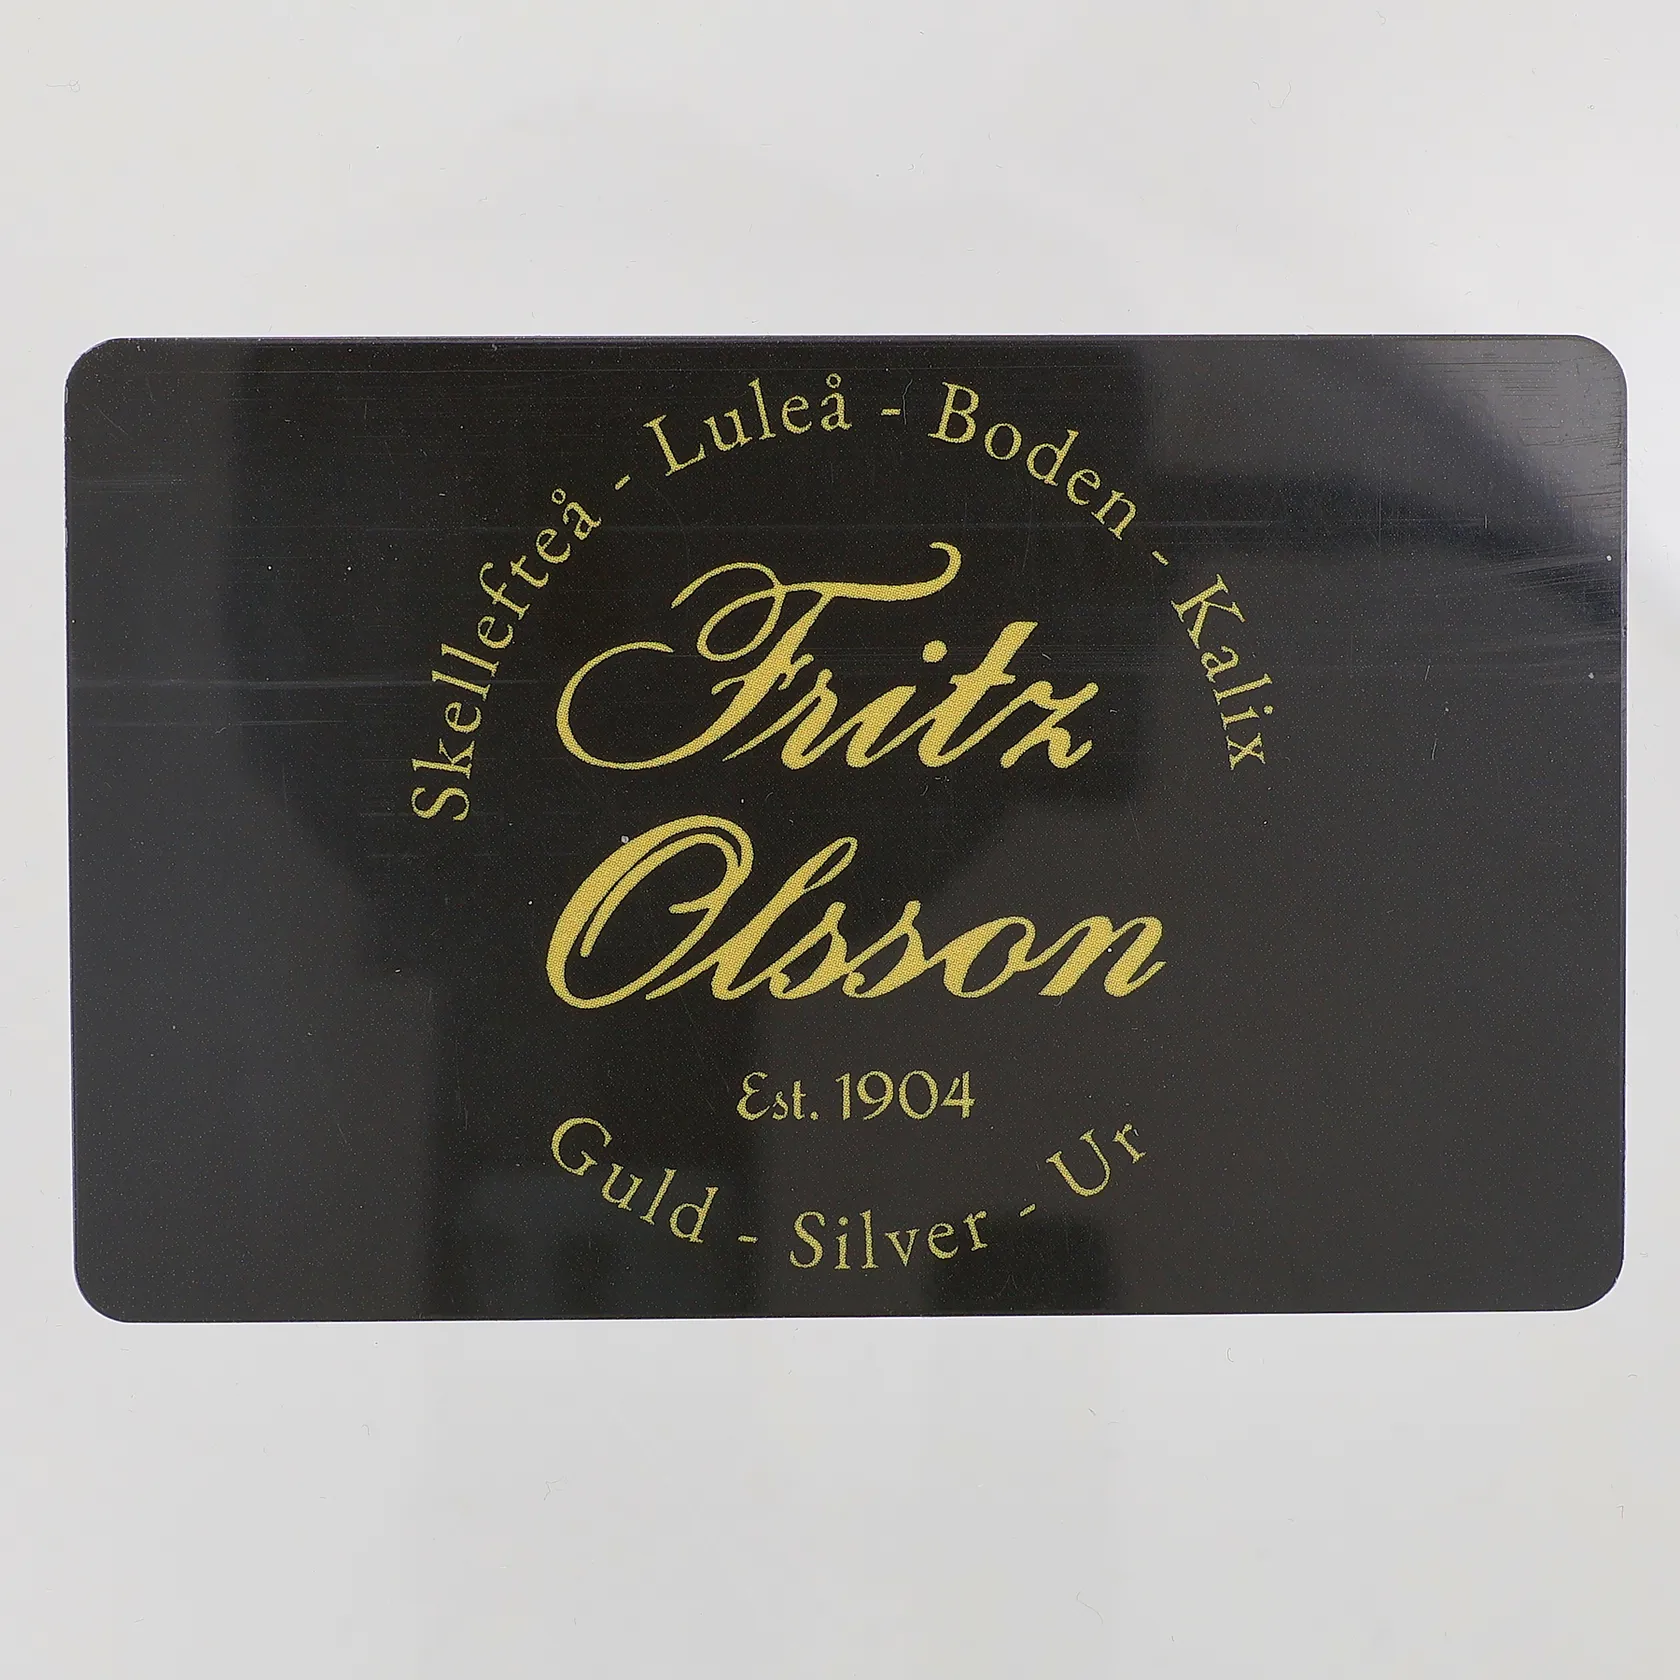 Skellefteå - Luleå - Boden - Kalix
Fritz
Olsson
Est. 1904
Guld - Silver - Ur